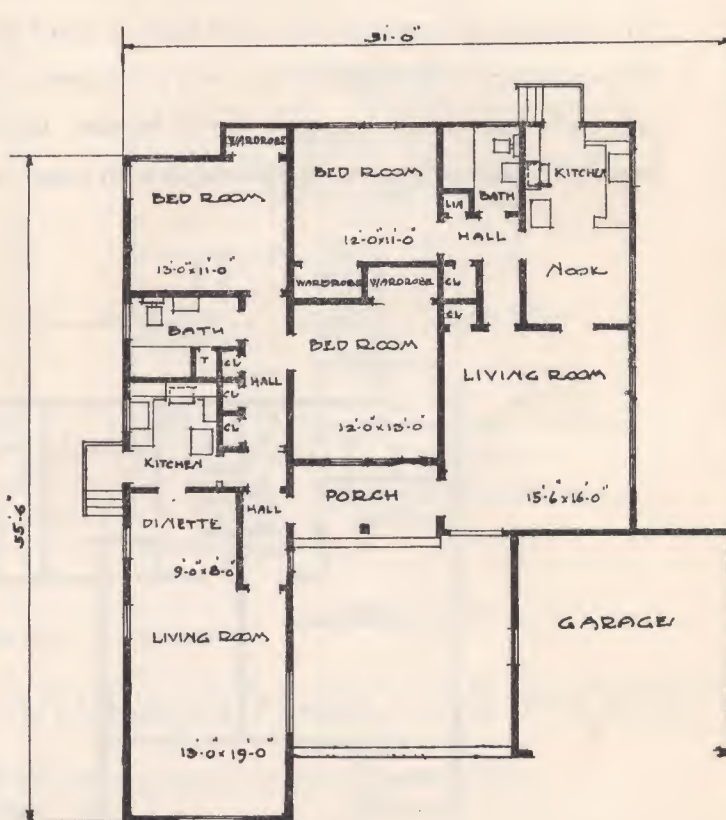 51'-0"
WARDROBE
BED ROOM
13'-0"x11'-0"
BED ROOM
12'-0"x11'-0"
BATH
LIN
HALL
KITCHEN
NOOK
WARDROBE
WARDROBE
CL
CL
BATH
T
CL
CL
CL
HALL
BED ROOM
12'-0"x13'-0"
LIVING ROOM
15'-6"x16'-0"
KITCHEN
HALL
PORCH
DINETTE
9'-0"x8'-0"
55'-6"
LIVING ROOM
13'-0"x19'-0"
GARAGE